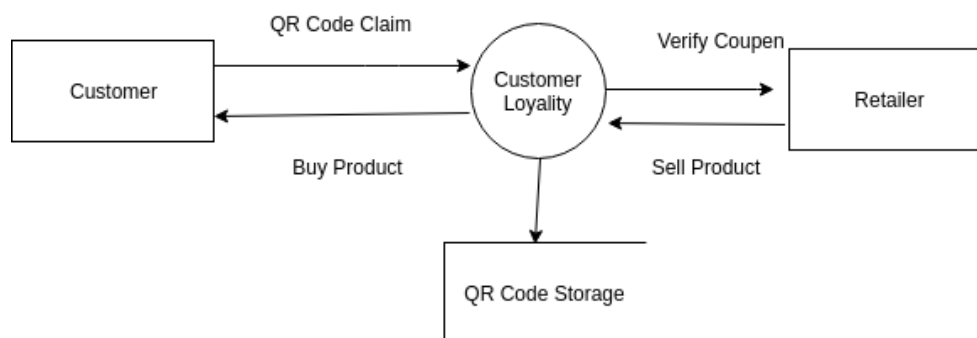 QR Code Claim
Verify Coupen
Customer
Customer
Loyality
Retailer
Buy Product
Sell Product
QR Code Storage